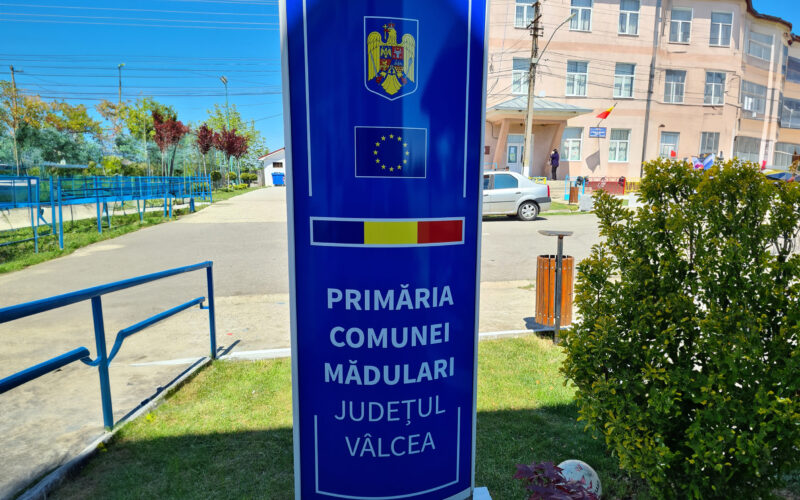 PRIMĂRIA
COMUNEI
MĂDULARI
JUDEȚUL
VÂLCEA